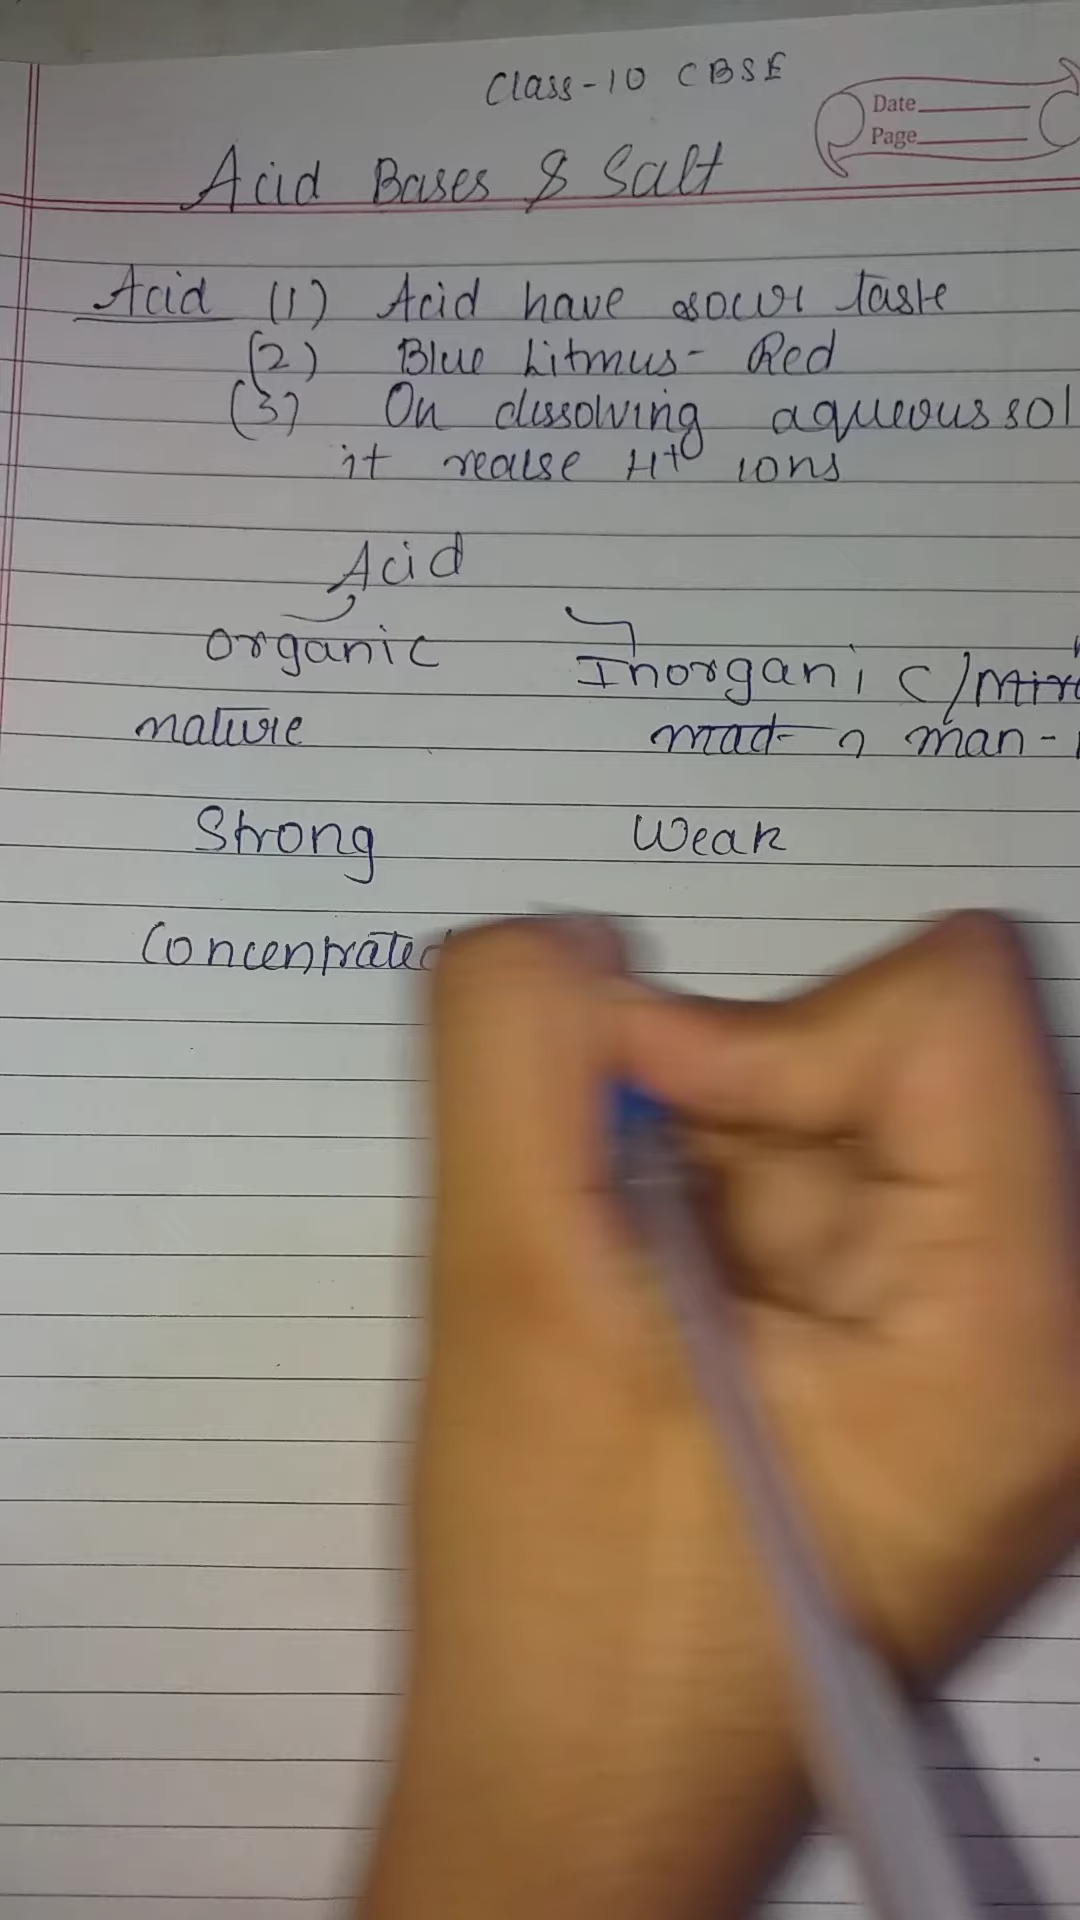 Class-10 CBSE
Date
Page
Acid Bases & Salt
Acid (1) Acid have sour taste
(2) Blue Litmus- Red
(3) On dissolving aqueous sol
it realse H+ ions
Acid
Organic Inorganic/
nature mad man-
Strong Weak
Concentrated